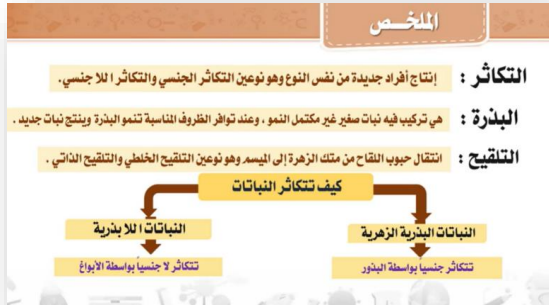 الملخص
التكاثر : إنتاج أفراد جديدة من نفس النوع وهو نوعين التكاثر الجنسي والتكاثر اللا جنسي.
البذرة : هي تركيب فيه نبات صغير غير مكتمل النمو ، وعند توافر الظروف المناسبة تنمو البذرة وينتج نبات جديد .
التلقيح : انتقال حبوب اللقاح من متك الزهرة إلى الميسم وهو نوعين التلقيح الخلطي والتلقيح الذاتي .
كيف تتكاثر النباتات
النباتات البذرية الزهرية
النباتات اللا بذرية
تتكاثر جنسياً بواسطة البذور
تتكاثر لا جنسياً بواسطة الأبواغ